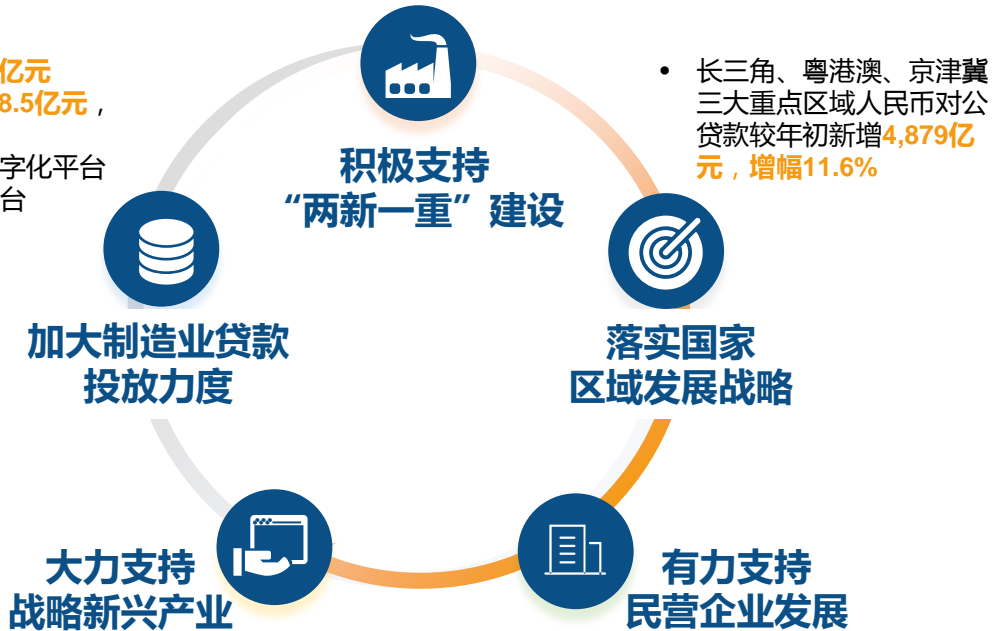 亿元
8.5亿元，
字化平台
台
积极支持
“两新一重”建设
• 长三角、粤港澳、京津冀
三大重点区域人民币对公
贷款较年初新增4,879亿
元，增幅11.6%
加大制造业贷款
投放力度
落实国家
区域发展战略
大力支持
战略新兴产业
有力支持
民营企业发展